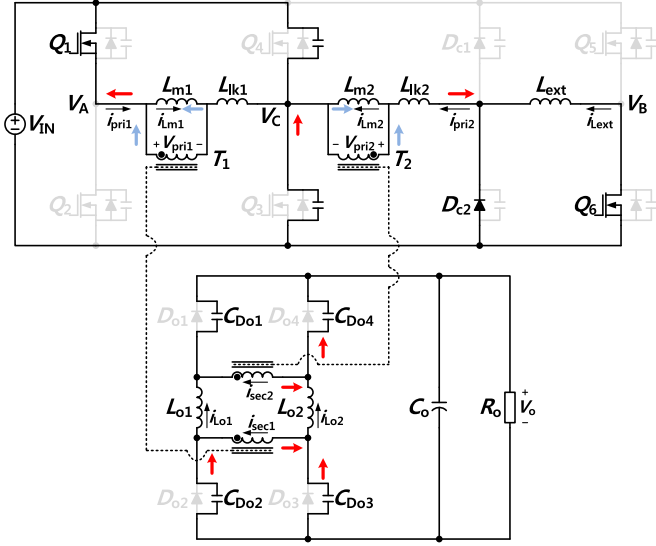 Q1
Q4
Dc1
Q5
Lm1
Llk1
Lm2
Llk2
Lext
VA
ipri1
iLm1
VC
iLm2
ipri2
iLext
VB
VIN
+ Vpri1 −
T1
− Vpri2 +
T2
Q2
Q3
Dc2
Q6
Do1
CDo1
Do4
CDo4
isec2
Lo1
iLo1
Lo2
iLo2
isec1
Co
Ro
+
Vo
−
Do2
CDo2
Do3
CDo3